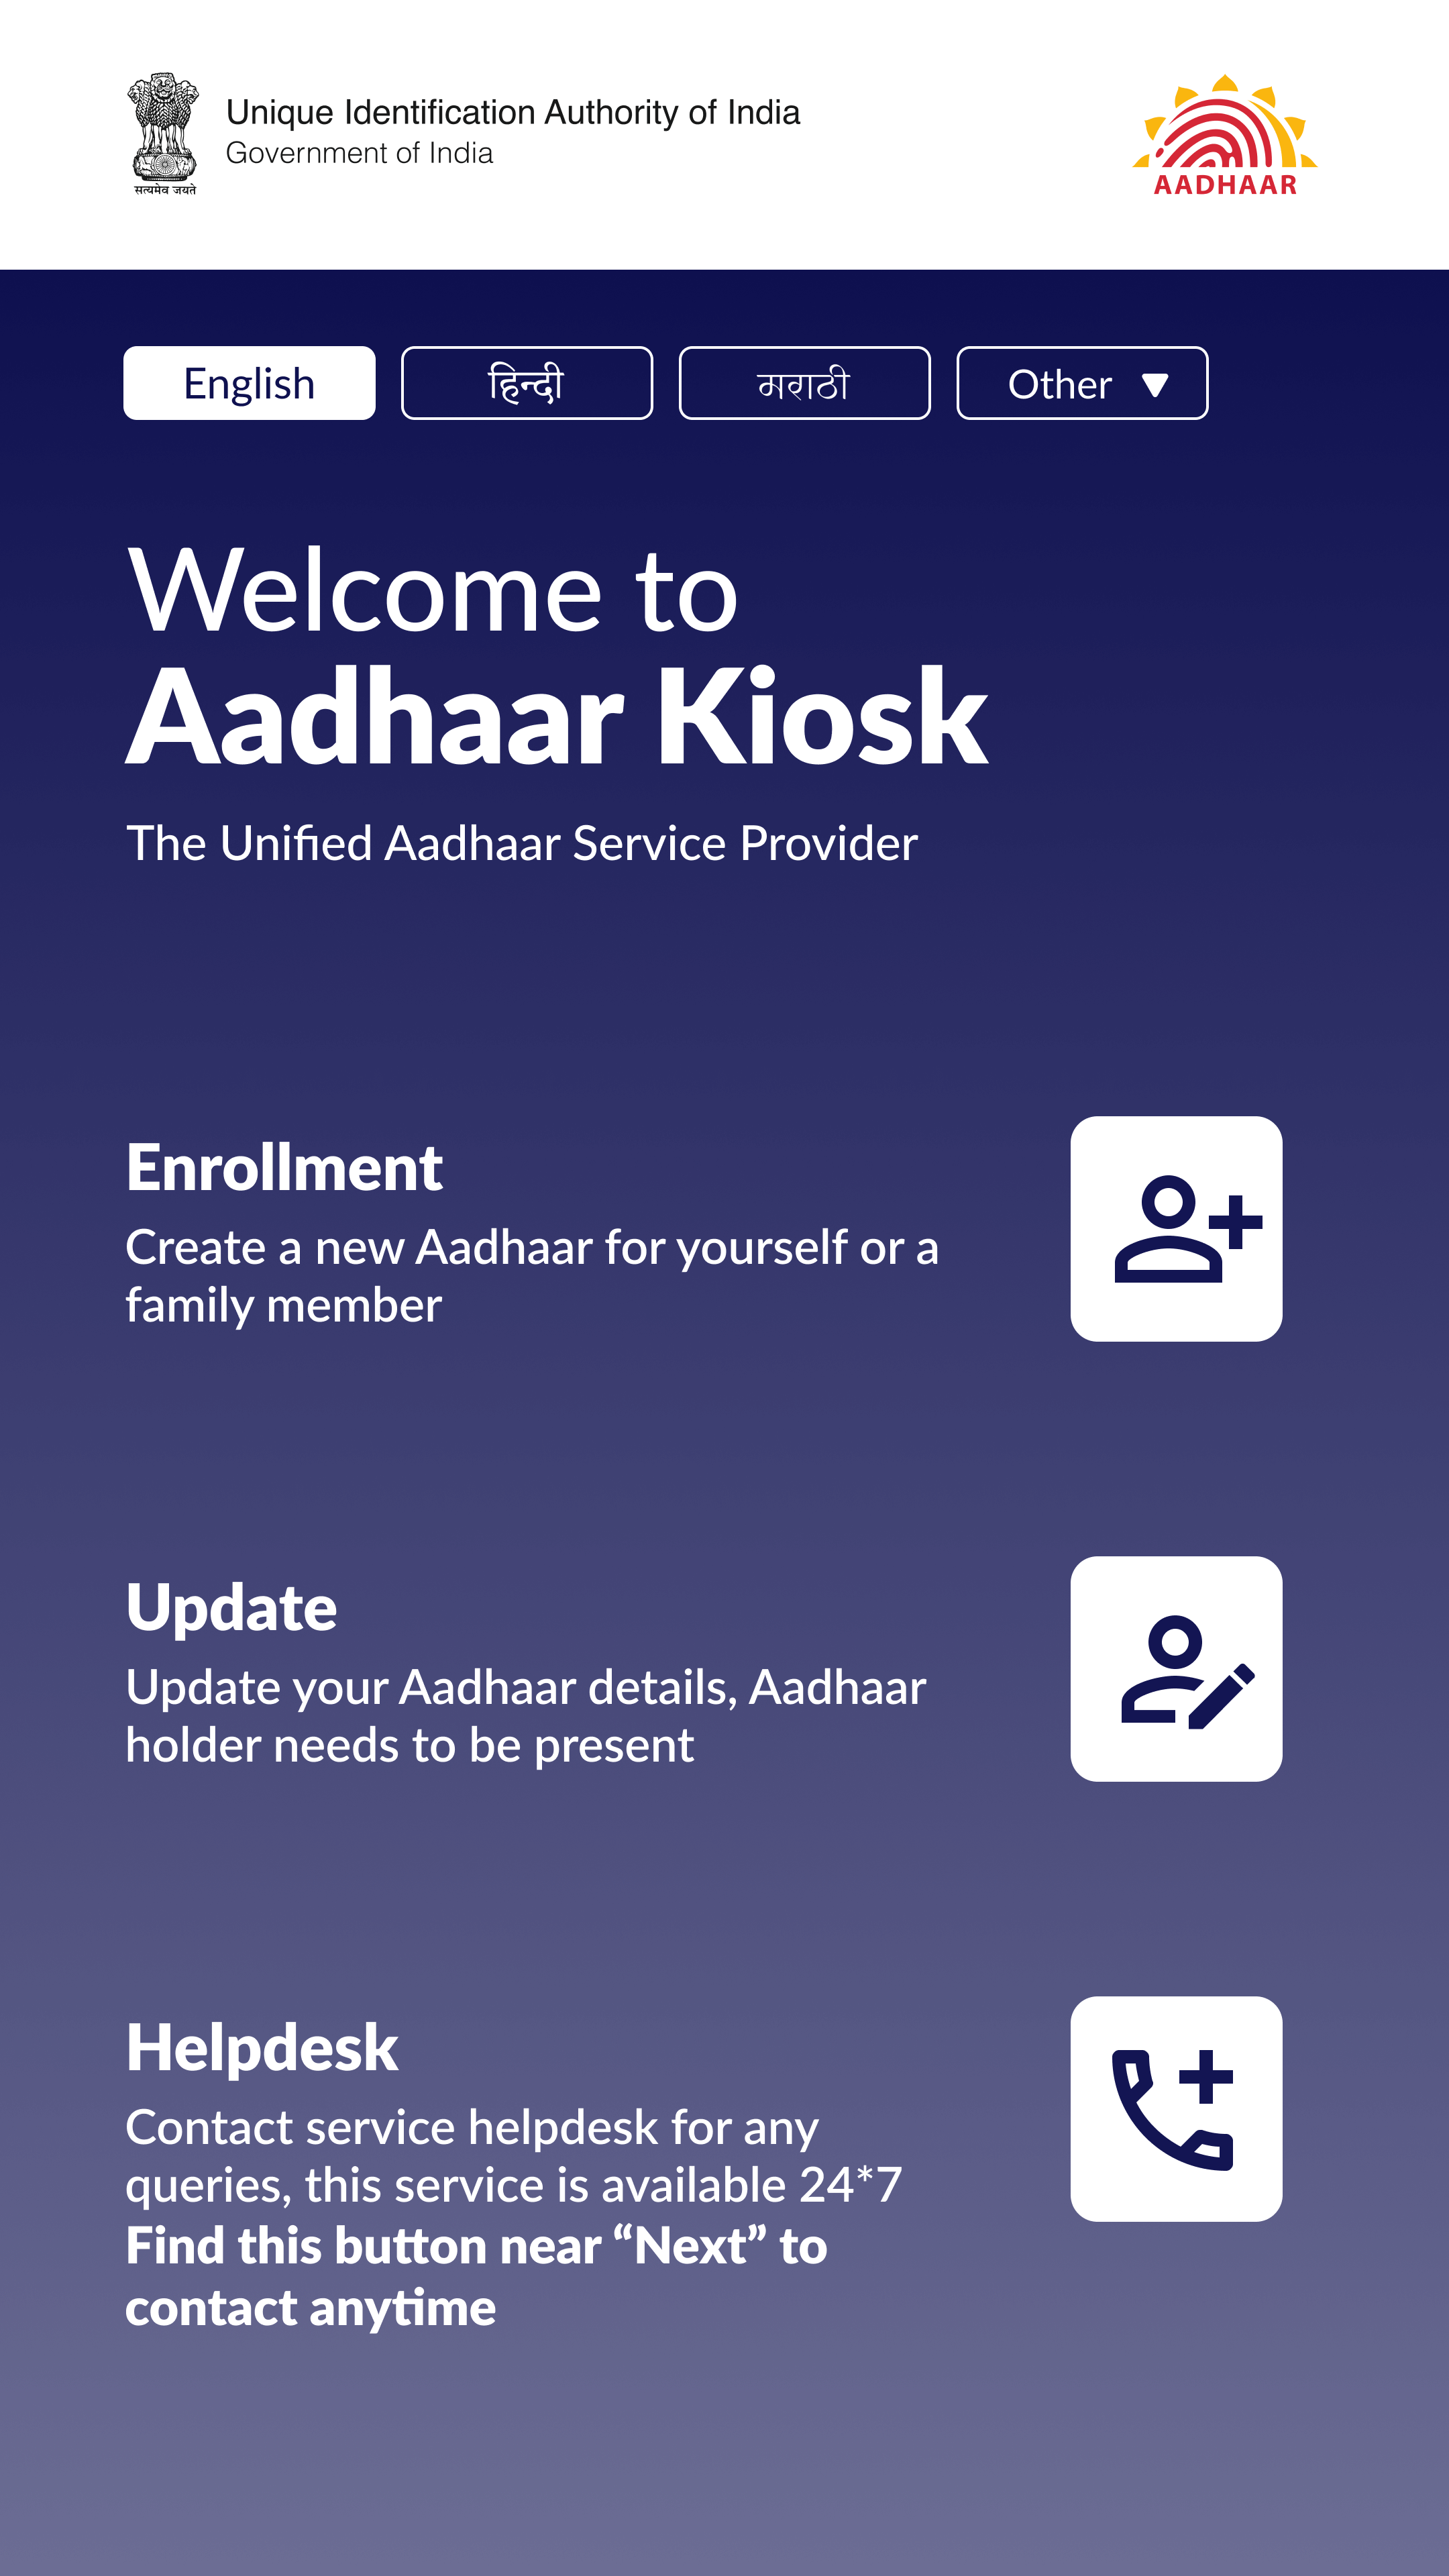 Unique Identification Authority of India
Government of India
सत्यमेव जयते
AADHAAR
English
हिन्दी
मराठी
Other
Welcome to
Aadhaar Kiosk
The Unified Aadhaar Service Provider
Enrollment
Create a new Aadhaar for yourself or a
family member
Update
Update your Aadhaar details, Aadhaar
holder needs to be present
Helpdesk
Contact service helpdesk for any
queries, this service is available 24*7
Find this button near “Next” to
contact anytime